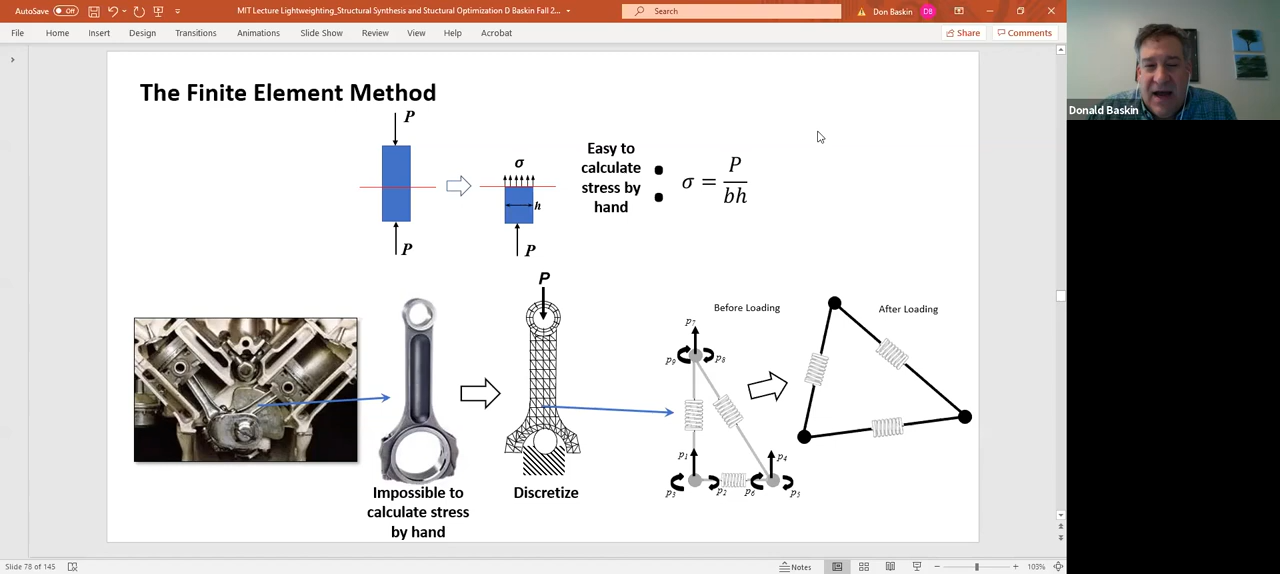 AutoSave Off MIT Lecture Lightweighting_Structural Synthesis and Stuctural Optimization D Baskin Fall 2... Search Don Baskin DB
File Home Insert Design Transitions Animations Slide Show Review View Help Acrobat Share Comments
Donald Baskin
The Finite Element Method
P
P
σ
h
P
Easy to
calculate
stress by
hand
:
σ = P/bh
Impossible to
calculate stress
by hand
P
Discretize
Before Loading
p7
p9 p8
p1 p4
p3 p2 p6 p5
After Loading
Slide 78 of 145 Notes 103%